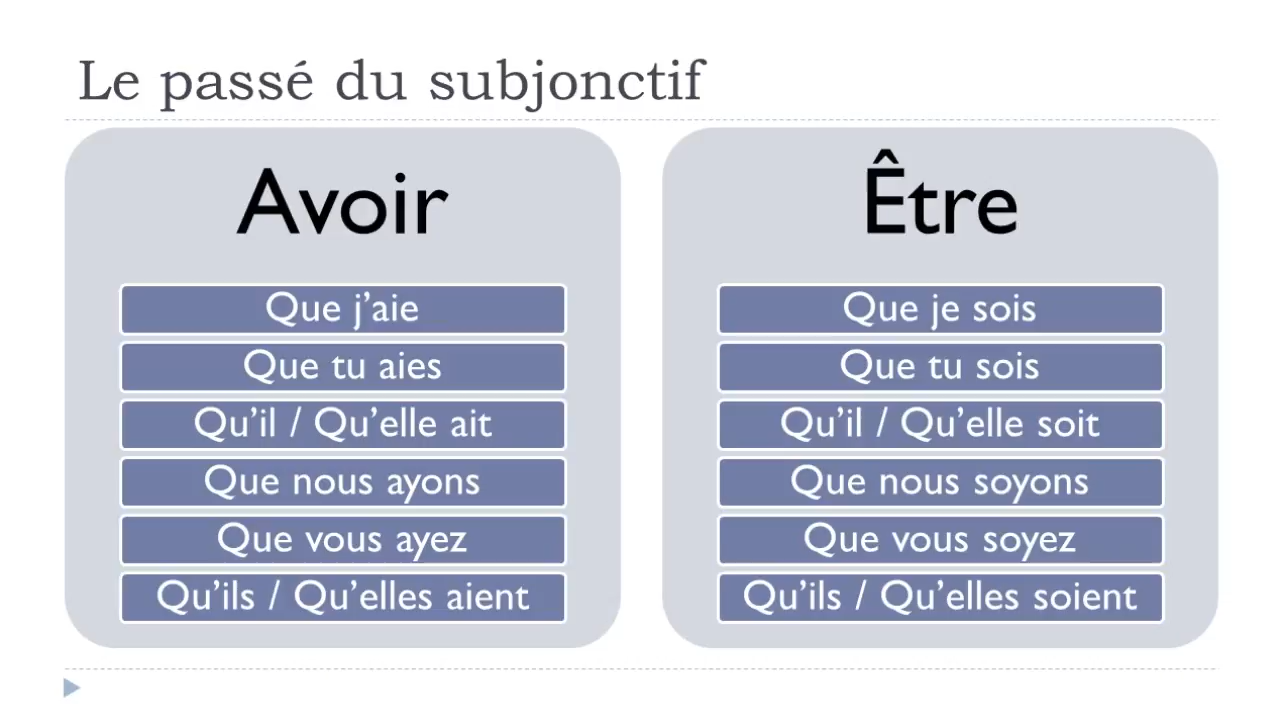 Le passé du subjonctif
Avoir
Que j’aie
Que tu aies
Qu’il / Qu’elle ait
Que nous ayons
Que vous ayez
Qu’ils / Qu’elles aient
Être
Que je sois
Que tu sois
Qu’il / Qu’elle soit
Que nous soyons
Que vous soyez
Qu’ils / Qu’elles soient